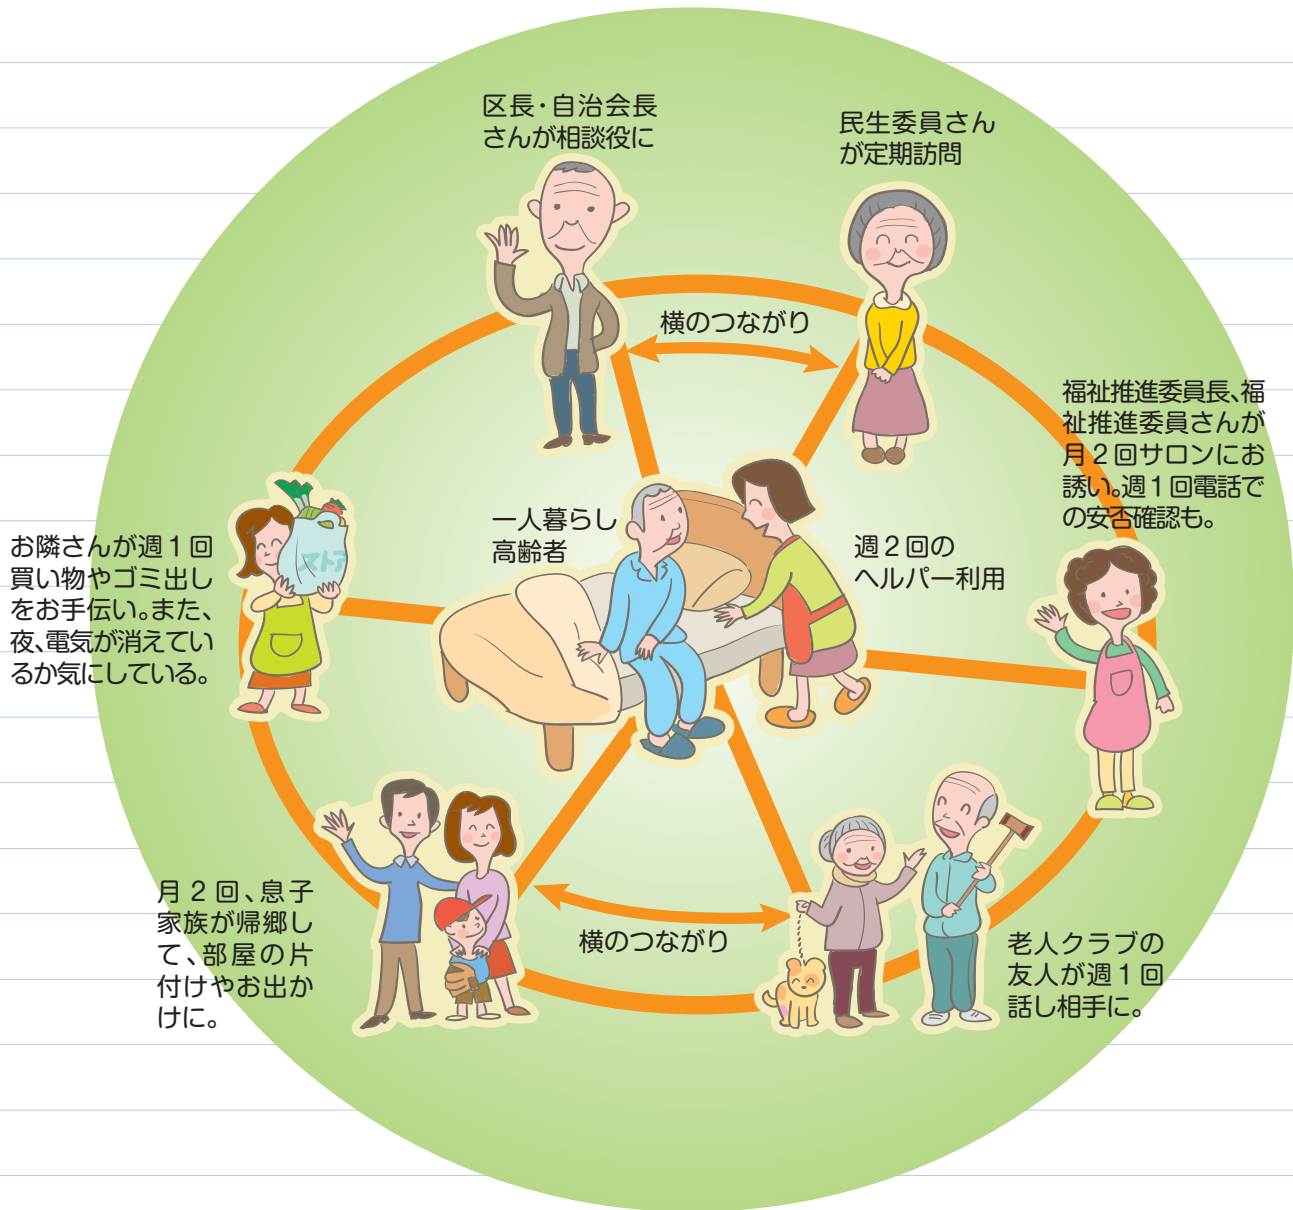 区長・自治会長
さんが相談役に
民生委員さん
が定期訪問
横のつながり
福祉推進委員長、福
祉推進委員さんが
月2回サロンにお
誘い。週1回電話で
の安否確認も。
一人暮らし
高齢者
週2回の
ヘルパー利用
お隣さんが週1回
買い物やゴミ出し
をお手伝い。また、
夜、電気が消えてい
るか気にしている。
ストア
月2回、息子
家族が帰郷し
て、部屋の片
付けやお出か
けに。
横のつながり
老人クラブの
友人が週1回
話し相手に。